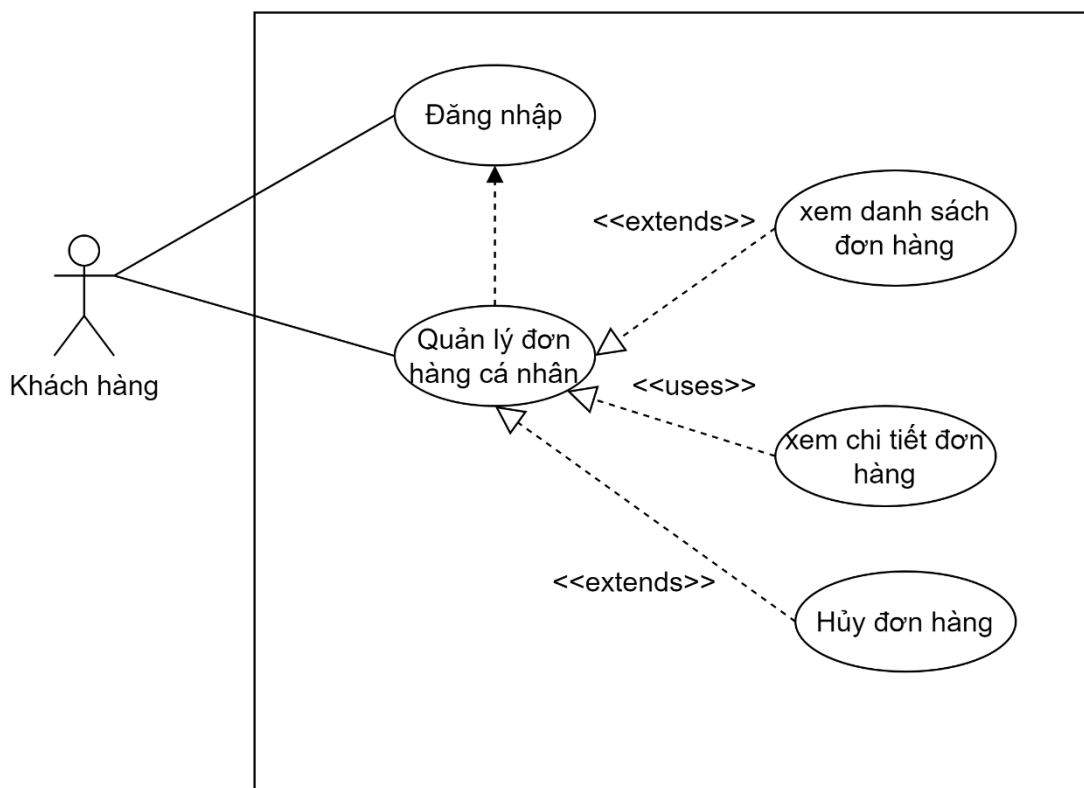 Đăng nhập
<<extends>>
xem danh sách
đơn hàng
Khách hàng
Quản lý đơn
hàng cá nhân
<<uses>>
xem chi tiết đơn
hàng
<<extends>>
Hủy đơn hàng